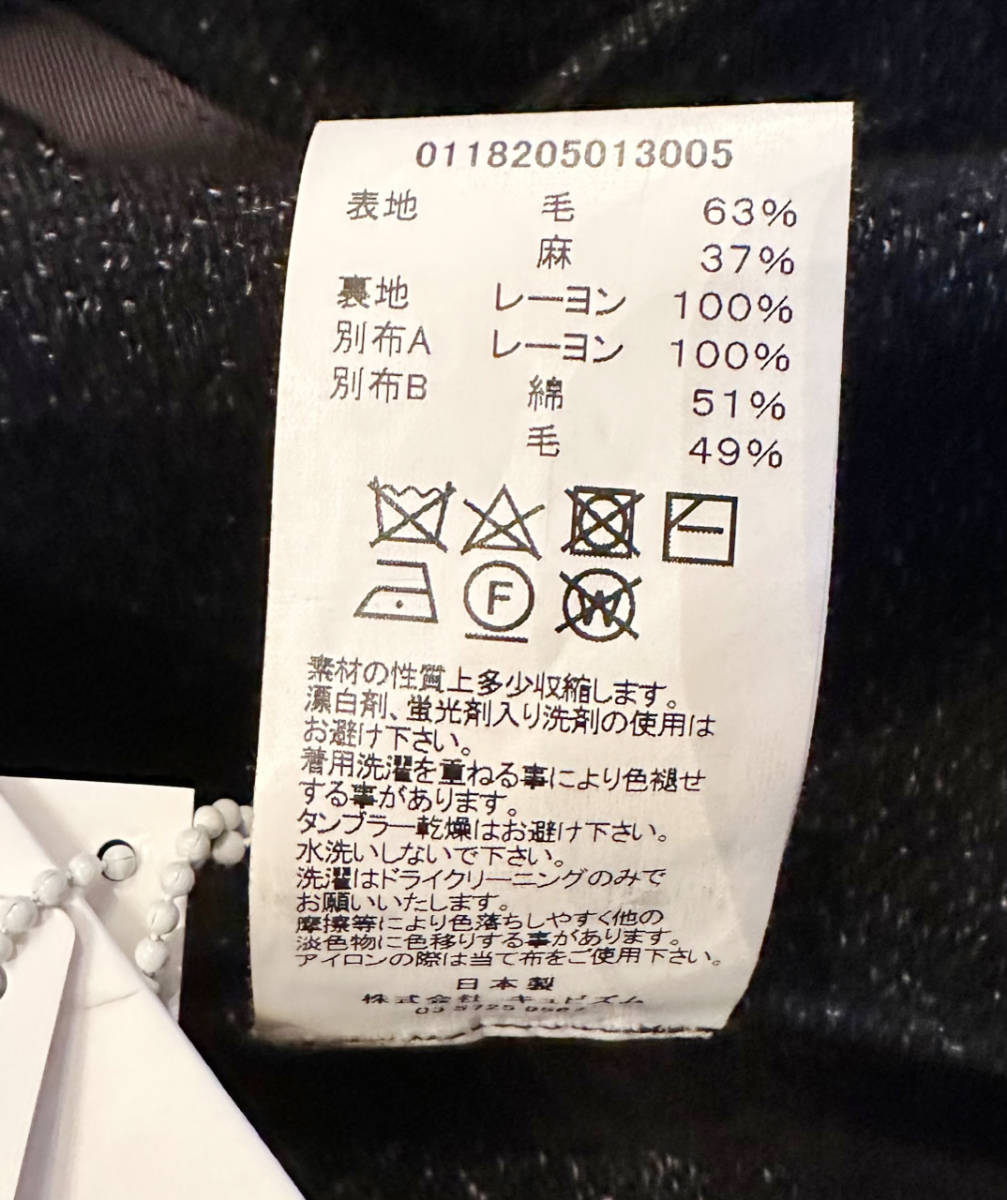 0118205013005
表地 毛 63%
麻 37%
裏地 レーヨン 100%
別布A レーヨン 100%
別布B 綿 51%
毛 49%
F W
素材の性質上多少収縮します。
漂白剤、蛍光剤入り洗剤の使用は
お避け下さい。
着用洗濯を重ねる事により色褪せ
する事があります。
タンブラー乾燥はお避け下さい。
水洗いしないで下さい。
洗濯はドライクリーニングのみで
お願いいたします。
摩擦等により色落ちしやすく他の
淡色物に色移りする事があります。
アイロンの際は当て布をご使用下さい。
日本製
株式会社 キュビズム
03